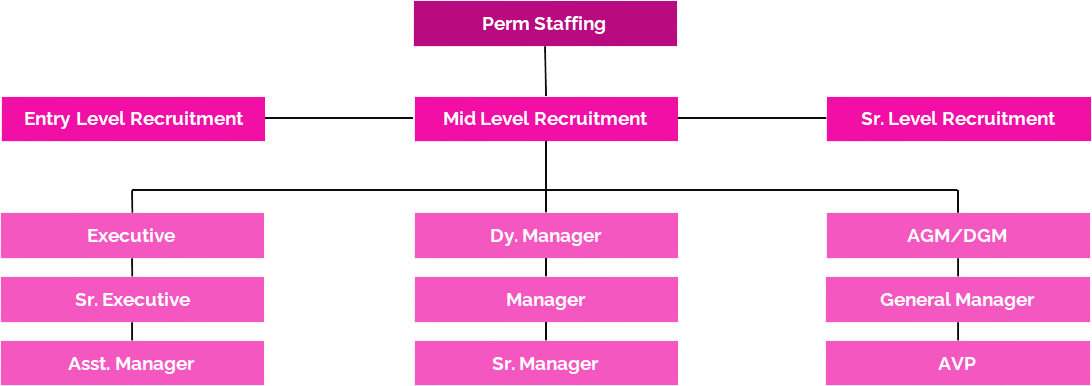 Perm Staffing
Entry Level Recruitment
Mid Level Recruitment
Sr. Level Recruitment
Executive
Dy. Manager
AGM/DGM
Sr. Executive
Manager
General Manager
Asst. Manager
Sr. Manager
AVP